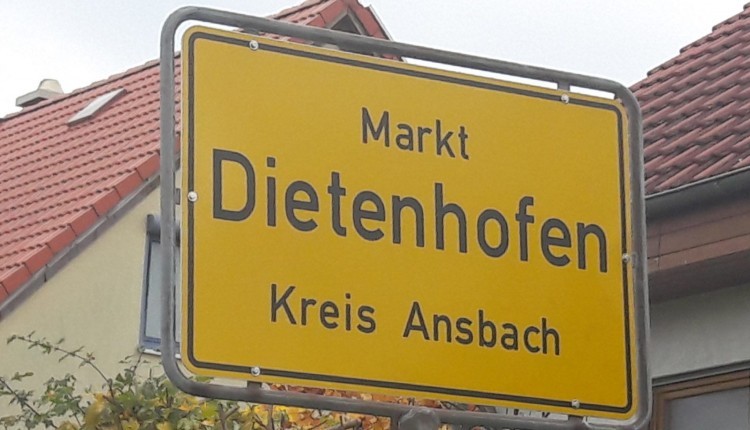 Markt
Dietenhofen
Kreis Ansbach